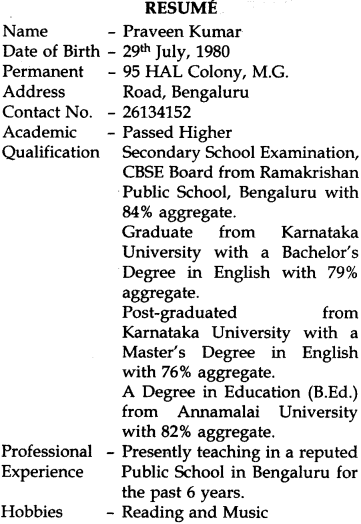 RESUMÉ
Name – Praveen Kumar
Date of Birth – 29th July, 1980
Permanent – 95 HAL Colony, M.G.
Address Road, Bengaluru
Contact No. – 26134152
Academic – Passed Higher
Qualification Secondary School Examination,
CBSE Board from Ramakrishan
Public School, Bengaluru with
84% aggregate.
Graduate from Karnataka
University with a Bachelor's
Degree in English with 79%
aggregate.
Post-graduated from
Karnataka University with a
Master's Degree in English
with 76% aggregate.
A Degree in Education (B.Ed.)
from Annamalai University
with 82% aggregate.
Professional – Presently teaching in a reputed
Experience Public School in Bengaluru for
the past 6 years.
Hobbies – Reading and Music